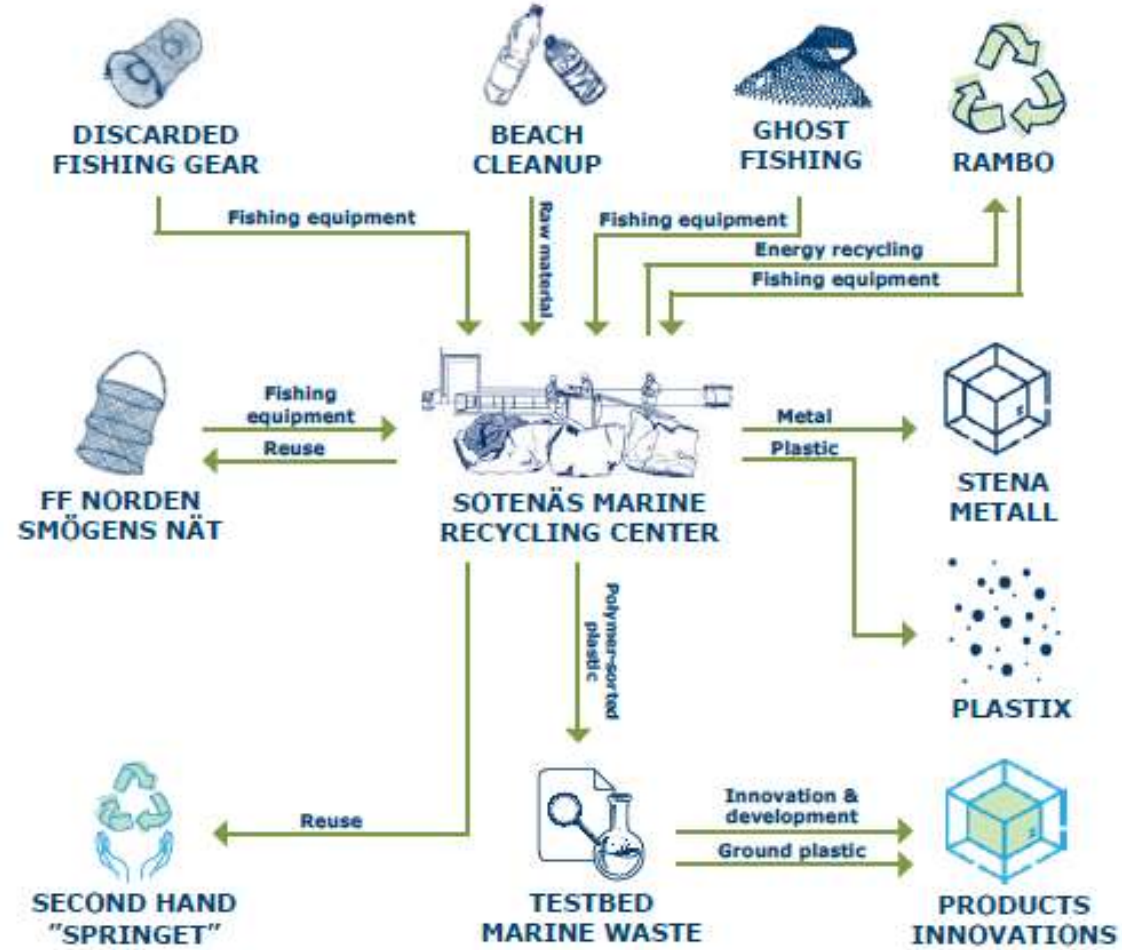 DISCARDED
FISHING GEAR
BEACH
CLEANUP
GHOST
FISHING
RAMBO
Fishing equipment
Raw material
Fishing equipment
Energy recycling
Fishing equipment
Fishing
equipment
Reuse
Metal
Plastic
FF NORDEN
SMÖGENS NÄT
SOTENÄS MARINE
RECYCLING CENTER
STENA
METALL
Polymer-sorted
plastic
PLASTIX
Reuse
Innovation &
development
Ground plastic
SECOND HAND
"SPRINGET"
TESTBED
MARINE WASTE
PRODUCTS
INNOVATIONS